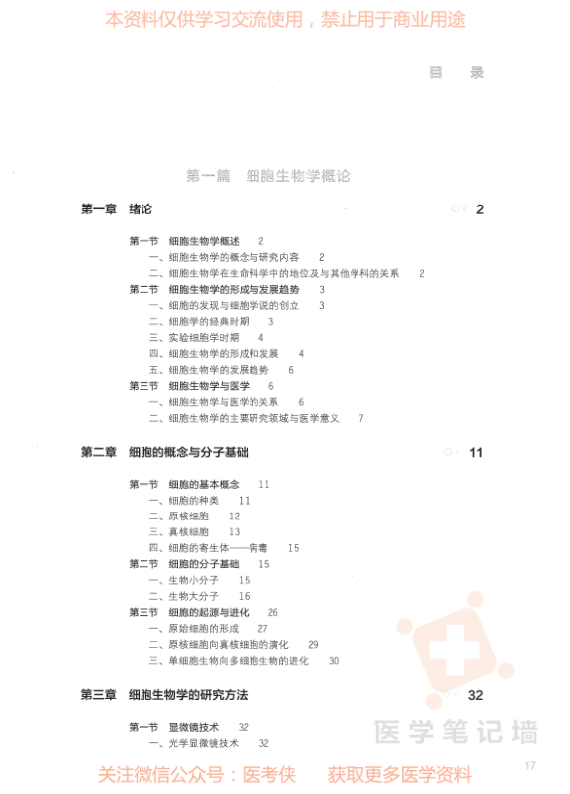 本资料仅供学习交流使用，禁止用于商业用途
目 录
第一篇 细胞生物学概论
第一章 绪论 2
第一节 细胞生物学概述 2
一、细胞生物学的概念与研究内容 2
二、细胞生物学在生命科学中的地位及与其他学科的关系 2
第二节 细胞生物学的形成与发展趋势 3
一、细胞的发现与细胞学说的创立 3
二、细胞学的经典时期 3
三、实验细胞学时期 4
四、细胞生物学的形成和发展 4
五、细胞生物学的发展趋势 6
第三节 细胞生物学与医学 6
一、细胞生物学与医学的关系 6
二、细胞生物学的主要研究领域与医学意义 7
第二章 细胞的概念与分子基础 11
第一节 细胞的基本概念 11
一、细胞的种类 11
二、原核细胞 12
三、真核细胞 13
四、细胞的寄生体——病毒 15
第二节 细胞的分子基础 15
一、生物小分子 15
二、生物大分子 16
第三节 细胞的起源与进化 26
一、原始细胞的形成 27
二、原核细胞向真核细胞的演化 29
三、单细胞生物向多细胞生物的进化 30
第三章 细胞生物学的研究方法 32
第一节 显微镜技术 32
一、光学显微镜技术 32
医学笔记墙
17
关注微信公众号：医考侠 获取更多医学资料